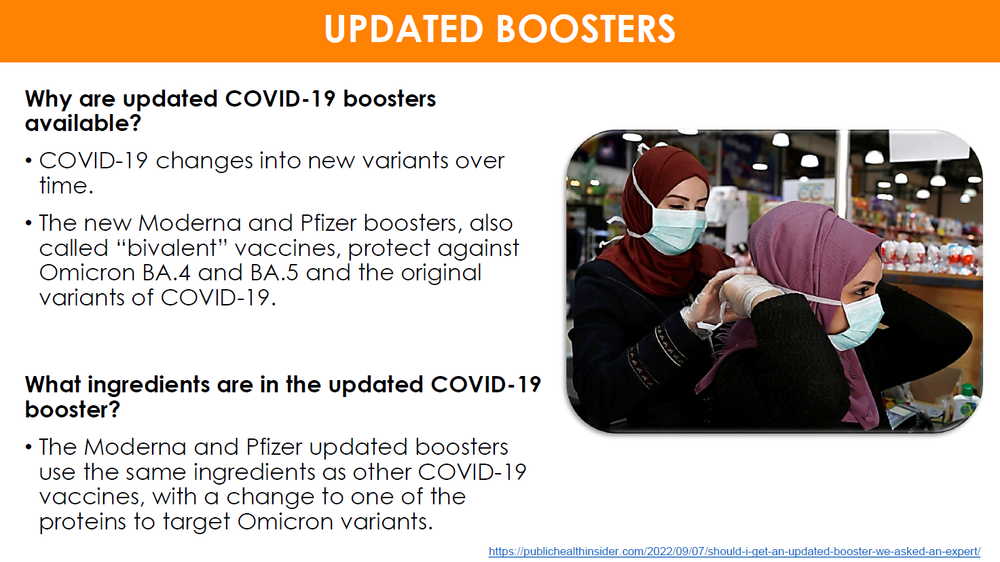 UPDATED BOOSTERS
Why are updated COVID-19 boosters
available?
• COVID-19 changes into new variants over
time.
• The new Moderna and Pfizer boosters, also
called “bivalent” vaccines, protect against
Omicron BA.4 and BA.5 and the original
variants of COVID-19.
What ingredients are in the updated COVID-19
booster?
• The Moderna and Pfizer updated boosters
use the same ingredients as other COVID-19
vaccines, with a change to one of the
proteins to target Omicron variants.
https://publichealthinsider.com/2022/09/07/should-i-get-an-updated-booster-we-asked-an-expert/